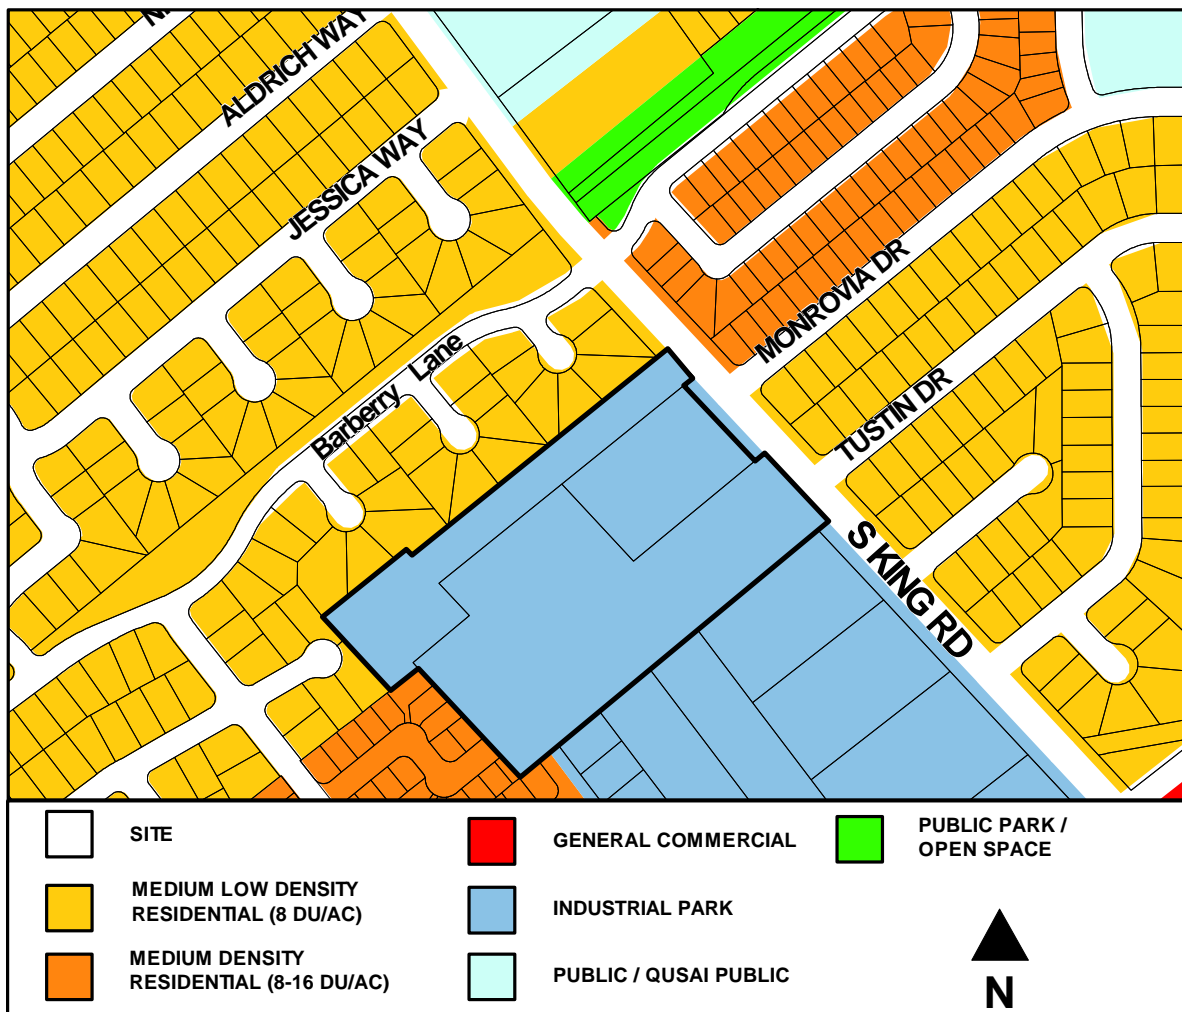 ALDRICH WAY
JESSICA WAY
Barberry Lane
MONROVIA DR
TUSTIN DR
S KING RD
SITE
MEDIUM LOW DENSITY
RESIDENTIAL (8 DU/AC)
MEDIUM DENSITY
RESIDENTIAL (8-16 DU/AC)
GENERAL COMMERCIAL
INDUSTRIAL PARK
PUBLIC / QUSAI PUBLIC
PUBLIC PARK /
OPEN SPACE
N